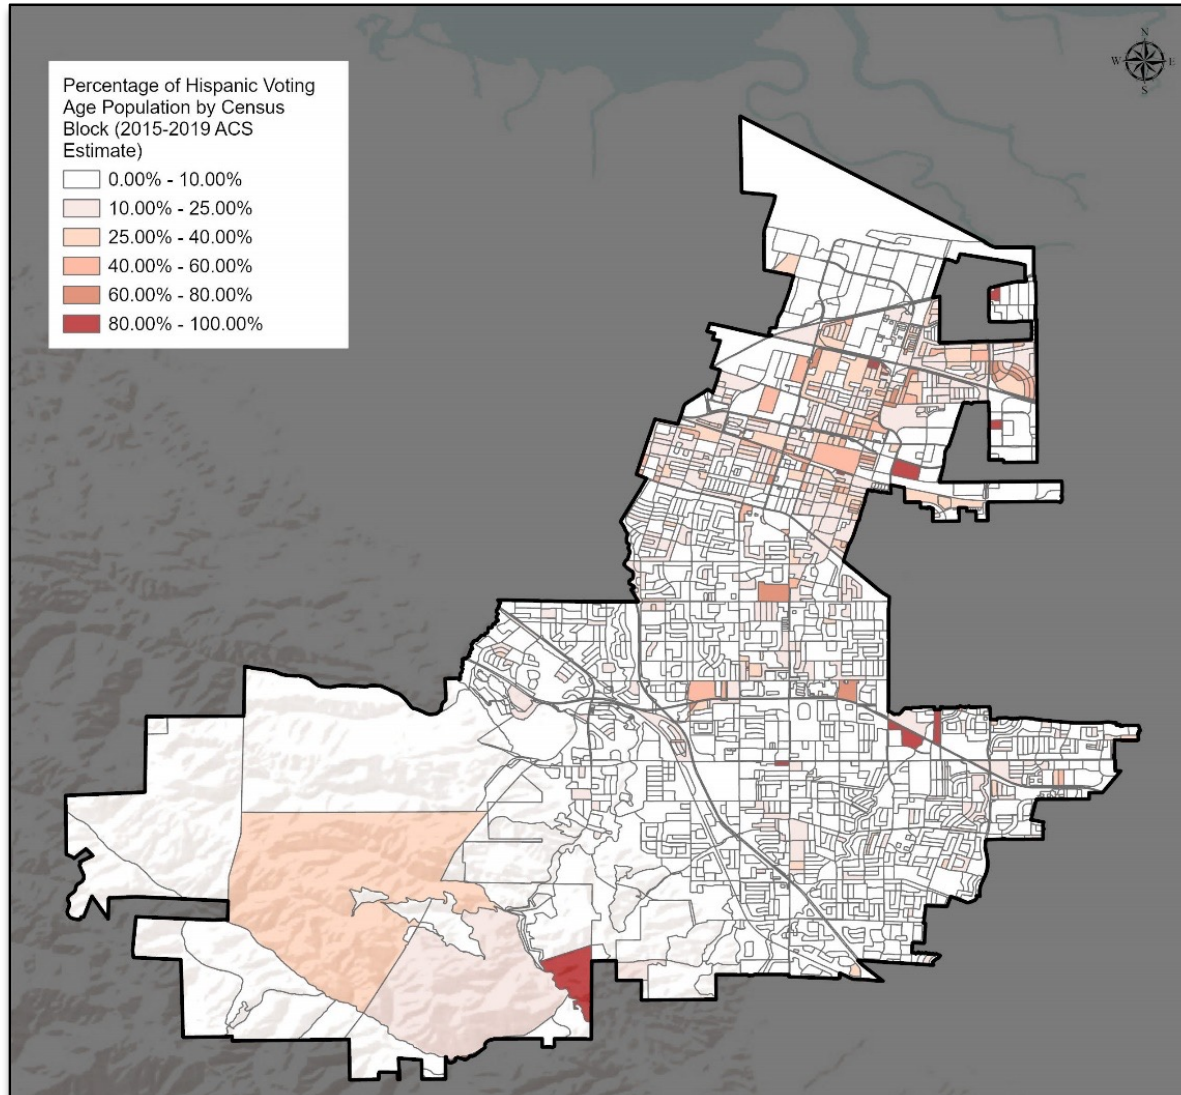 N
W E
S
Percentage of Hispanic Voting
Age Population by Census
Block (2015-2019 ACS
Estimate)
0.00% - 10.00%
10.00% - 25.00%
25.00% - 40.00%
40.00% - 60.00%
60.00% - 80.00%
80.00% - 100.00%